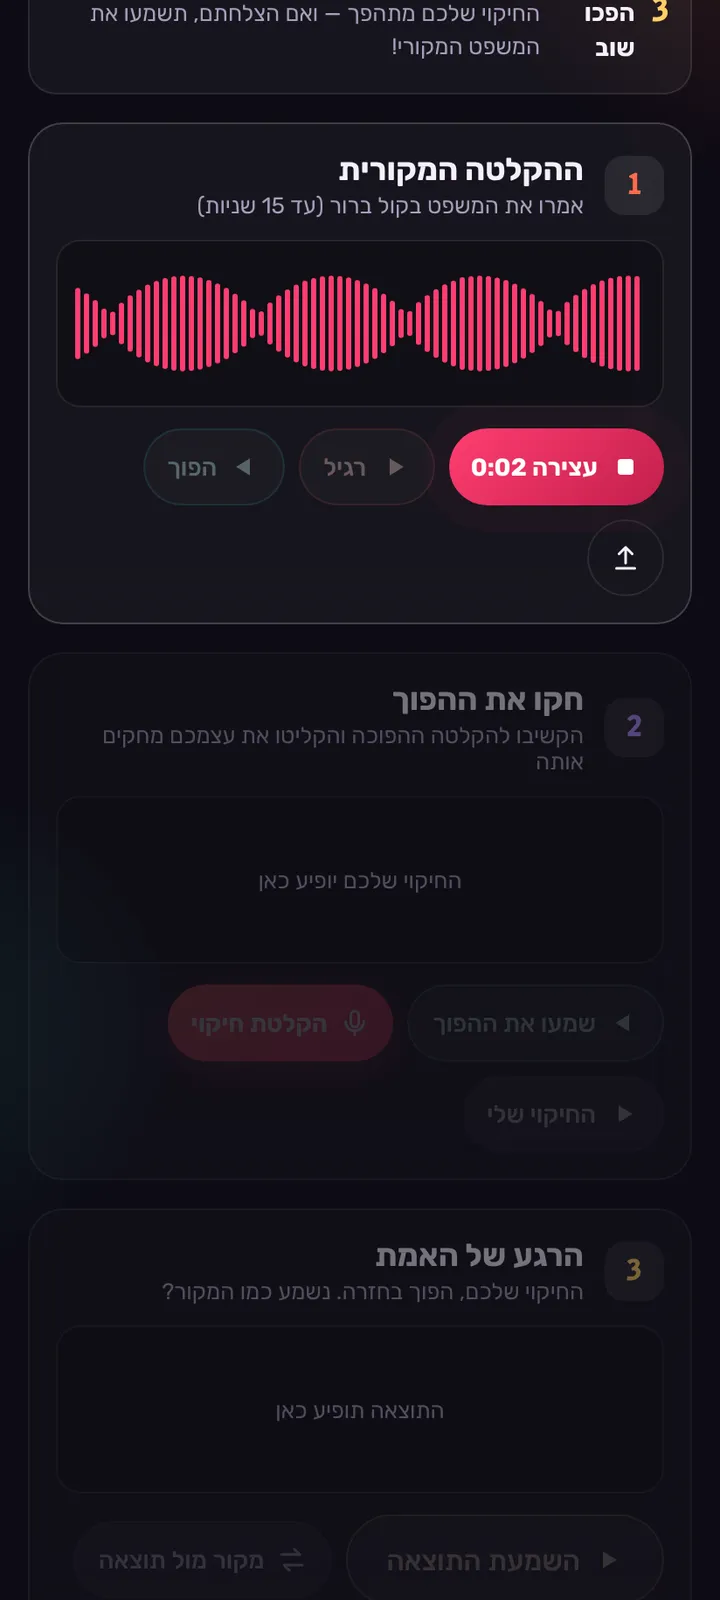 3 הפכו שוב
החיקוי שלכם מתהפך – ואם הצלחתם, תשמעו את
המשפט המקורי!
1
ההקלטה המקורית
אמרו את המשפט בקול ברור (עד 15 שניות)
עצירה 0:02
רגיל
הפוך
2
חקו את ההפוך
הקשיבו להקלטה ההפוכה והקליטו את עצמכם מחקים
אותה
החיקוי שלכם יופיע כאן
שמעו את ההפוך
הקלטת חיקוי
החיקוי שלי
3
הרגע של האמת
החיקוי שלכם, הפוך בחזרה. נשמע כמו המקור?
התוצאה תופיע כאן
השמעת התוצאה
מקור מול תוצאה